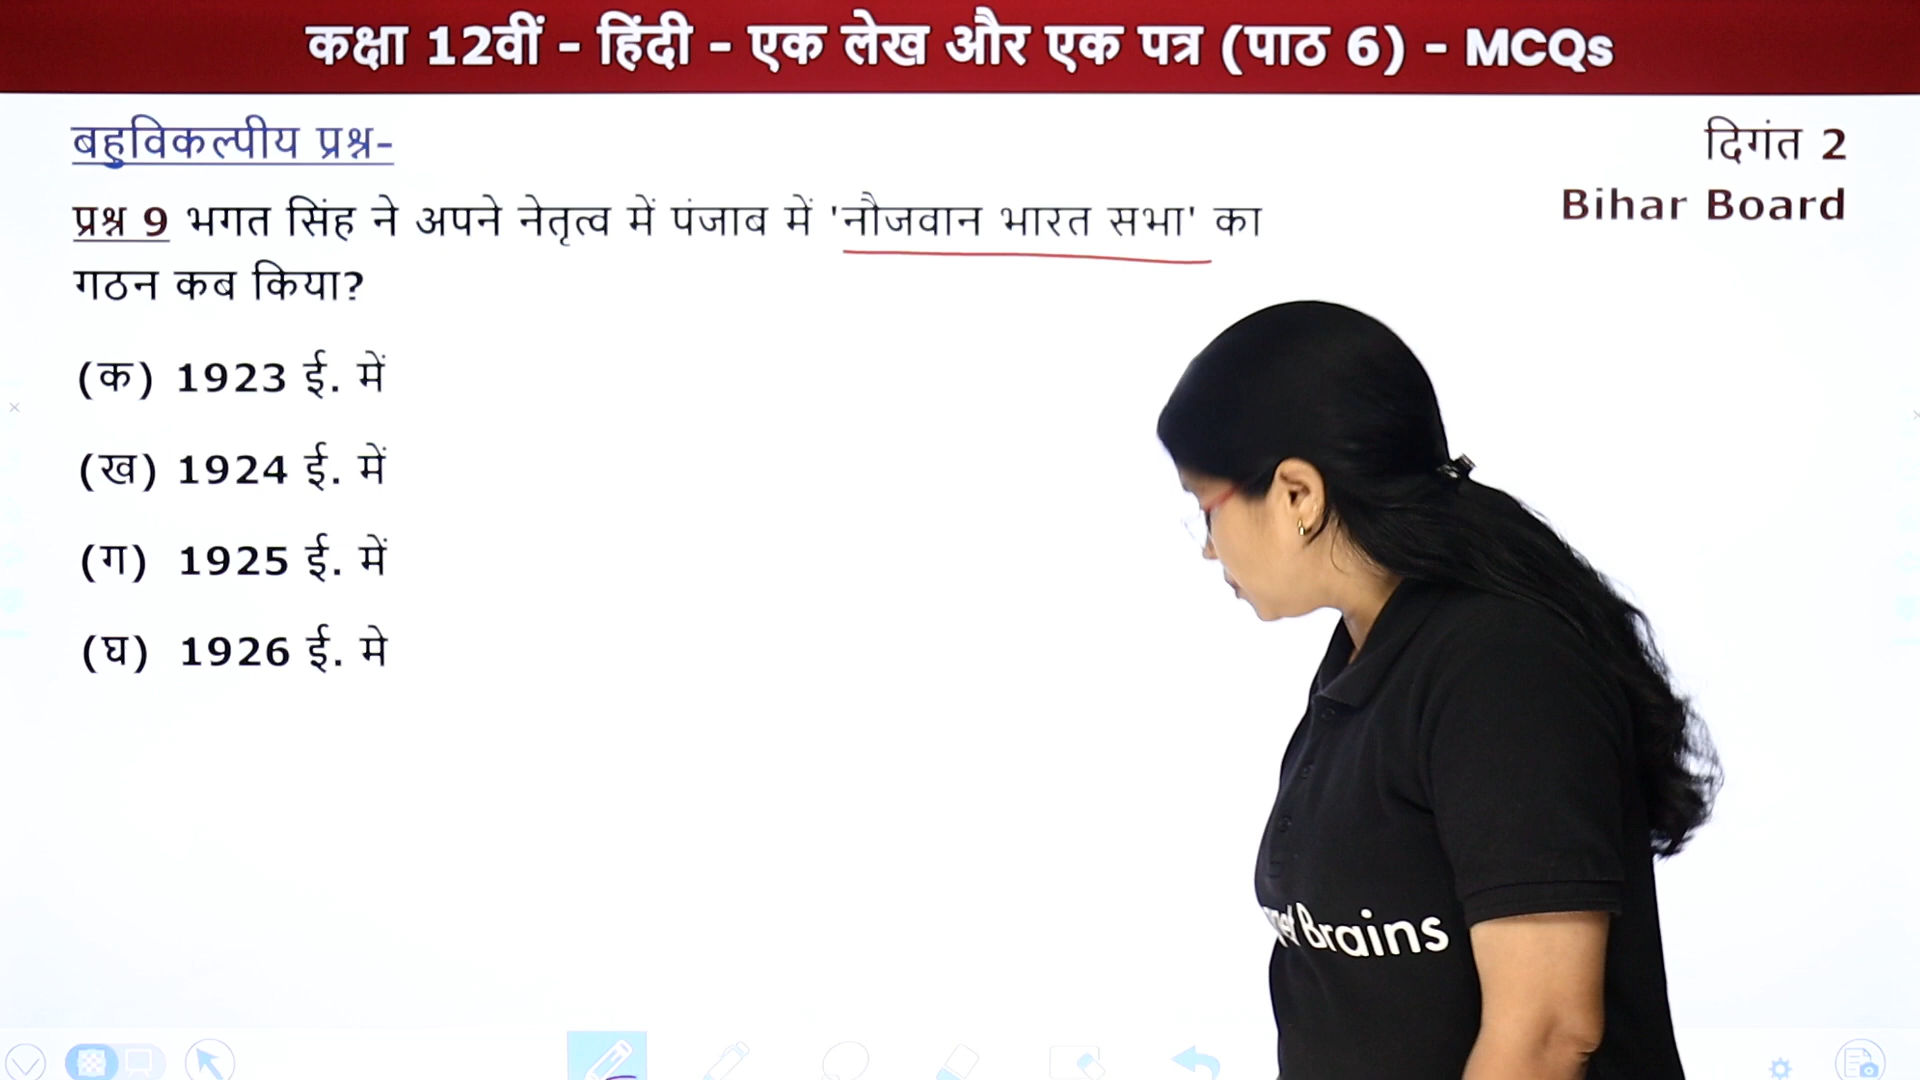 कक्षा 12वीं - हिंदी - एक लेख और एक पत्र (पाठ 6) - MCQs
बहुविकल्पीय प्रश्न-
दिगंत 2
Bihar Board
प्रश्न 9 भगत सिंह ने अपने नेतृत्व में पंजाब में 'नौजवान भारत सभा' का
गठन कब किया?
(क) 1923 ई. में
(ख) 1924 ई. में
(ग) 1925 ई. में
(घ) 1926 ई. मे
Brains